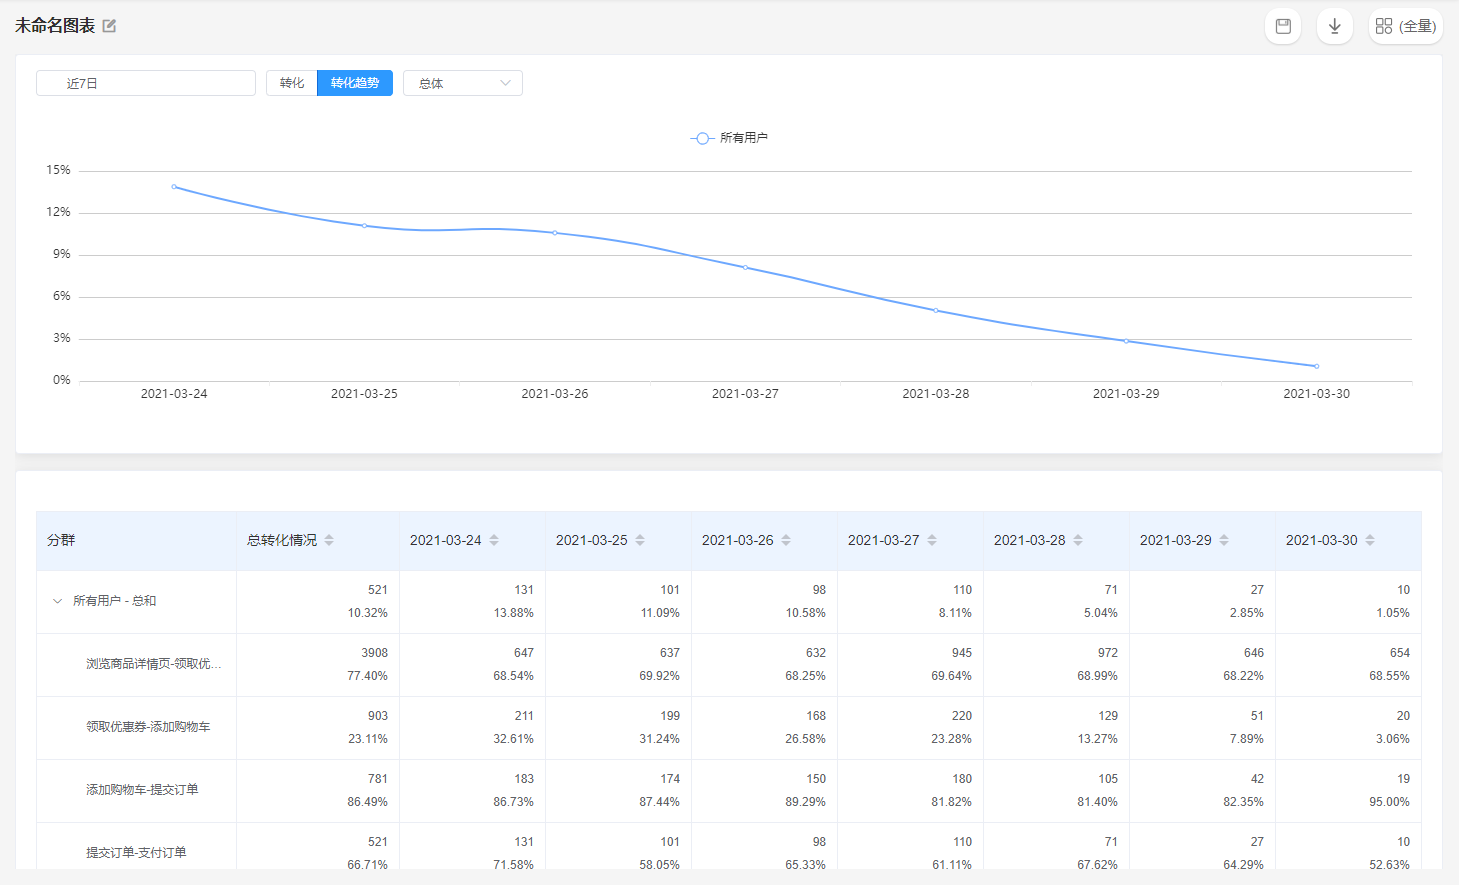 未命名图表
(全量)
近7日
转化
转化趋势
总体
所有用户
15%
12%
9%
6%
3%
0%
2021-03-24 2021-03-25 2021-03-26 2021-03-27 2021-03-28 2021-03-29 2021-03-30
分群 总转化情况 2021-03-24 2021-03-25 2021-03-26 2021-03-27 2021-03-28 2021-03-29 2021-03-30
所有用户 - 总和
521 131 101 98 110 71 27 10
10.32% 13.88% 11.09% 10.58% 8.11% 5.04% 2.85% 1.05%
浏览商品详情页-领取优...
3908 647 637 632 945 972 646 654
77.40% 68.54% 69.92% 68.25% 69.64% 68.99% 68.22% 68.55%
领取优惠券-添加购物车
903 211 199 168 220 129 51 20
23.11% 32.61% 31.24% 26.58% 23.28% 13.27% 7.89% 3.06%
添加购物车-提交订单
781 183 174 150 180 105 42 19
86.49% 86.73% 87.44% 89.29% 81.82% 81.40% 82.35% 95.00%
提交订单-支付订单
521 131 101 98 110 71 27 10
66.71% 71.58% 58.05% 65.33% 61.11% 67.62% 64.29% 52.63%